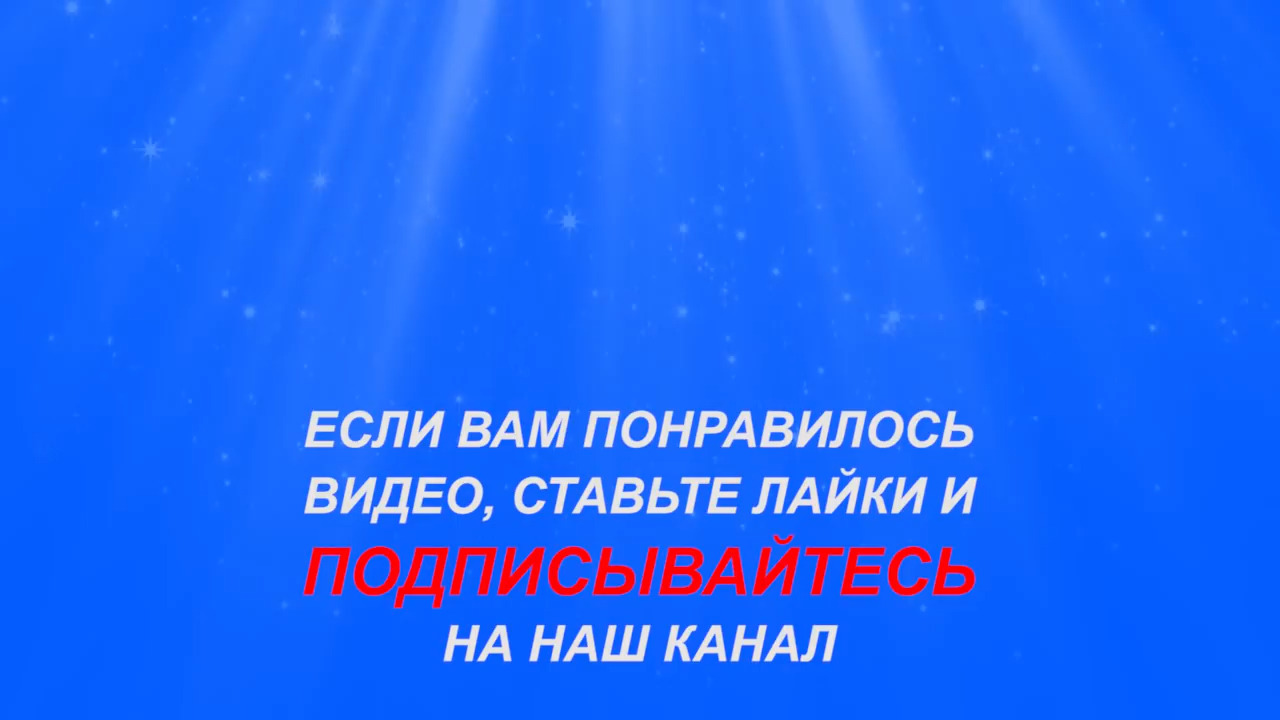 ЕСЛИ ВАМ ПОНРАВИЛОСЬ
ВИДЕО, СТАВЬТЕ ЛАЙКИ И
ПОДПИСЫВАЙТЕСЬ
НА НАШ КАНАЛ